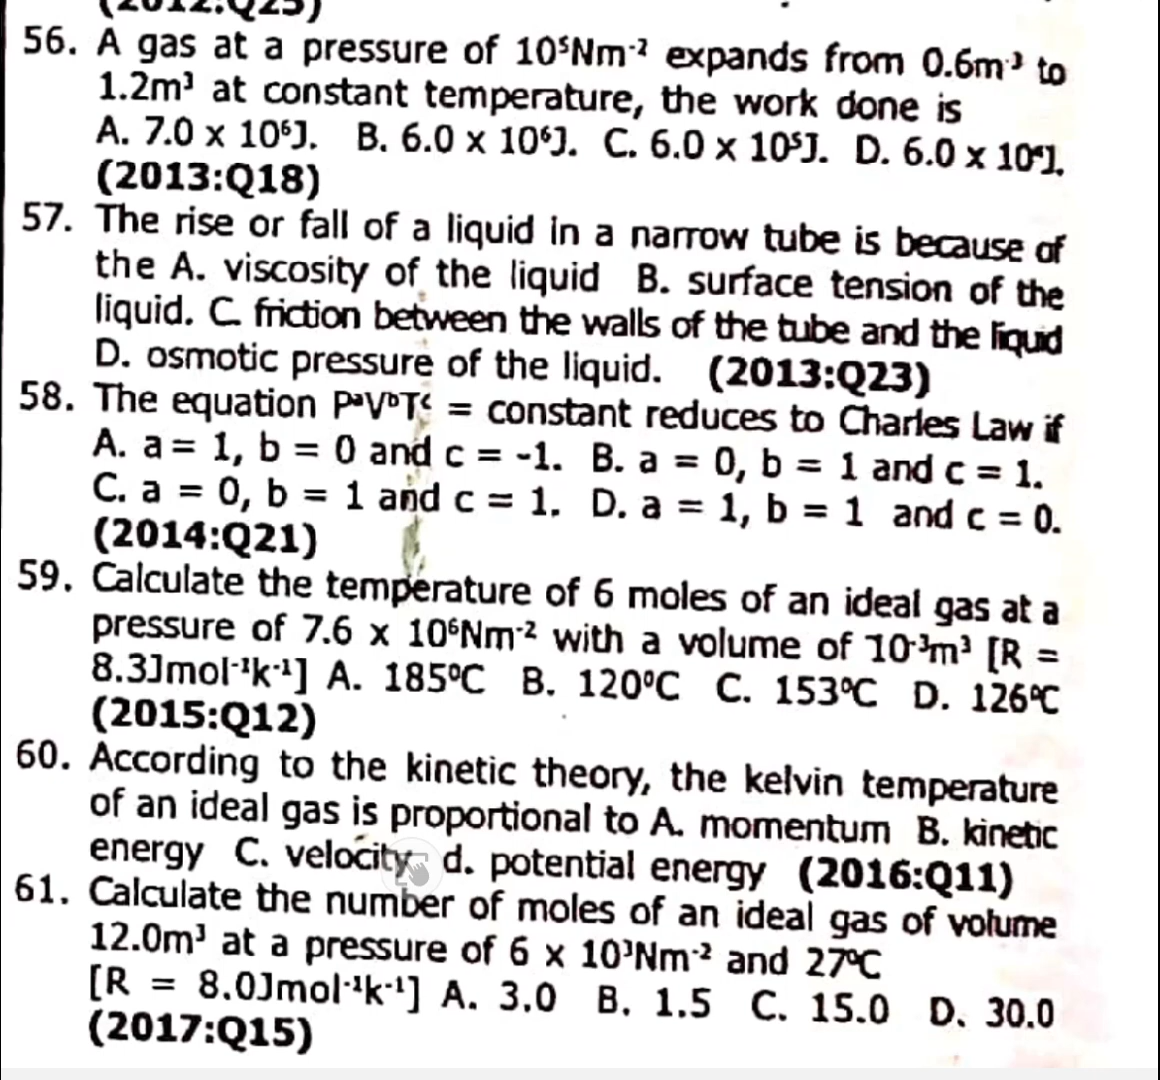 (2012:Q25)
56. A gas at a pressure of 10⁵Nm⁻² expands from 0.6m³ to
1.2m³ at constant temperature, the work done is
A. 7.0 x 10⁶J. B. 6.0 x 10⁶J. C. 6.0 x 10⁵J. D. 6.0 x 10⁴J.
(2013:Q18)
57. The rise or fall of a liquid in a narrow tube is because of
the A. viscosity of the liquid B. surface tension of the
liquid. C. friction between the walls of the tube and the liquid
D. osmotic pressure of the liquid. (2013:Q23)
58. The equation PᵃVᵇTᶜ = constant reduces to Charles Law if
A. a = 1, b = 0 and c = -1. B. a = 0, b = 1 and c = 1.
C. a = 0, b = 1 and c = 1. D. a = 1, b = 1 and c = 0.
(2014:Q21)
59. Calculate the temperature of 6 moles of an ideal gas at a
pressure of 7.6 x 10⁶Nm⁻² with a volume of 10⁻³m³ [R =
8.3Jmol⁻¹k⁻¹] A. 185⁰C B. 120⁰C C. 153⁰C D. 126⁰C
(2015:Q12)
60. According to the kinetic theory, the kelvin temperature
of an ideal gas is proportional to A. momentum B. kinetic
energy C. velocity d. potential energy (2016:Q11)
61. Calculate the number of moles of an ideal gas of volume
12.0m³ at a pressure of 6 x 10³Nm⁻² and 27⁰C
[R = 8.0Jmol⁻¹k⁻¹] A. 3.0 B. 1.5 C. 15.0 D. 30.0
(2017:Q15)